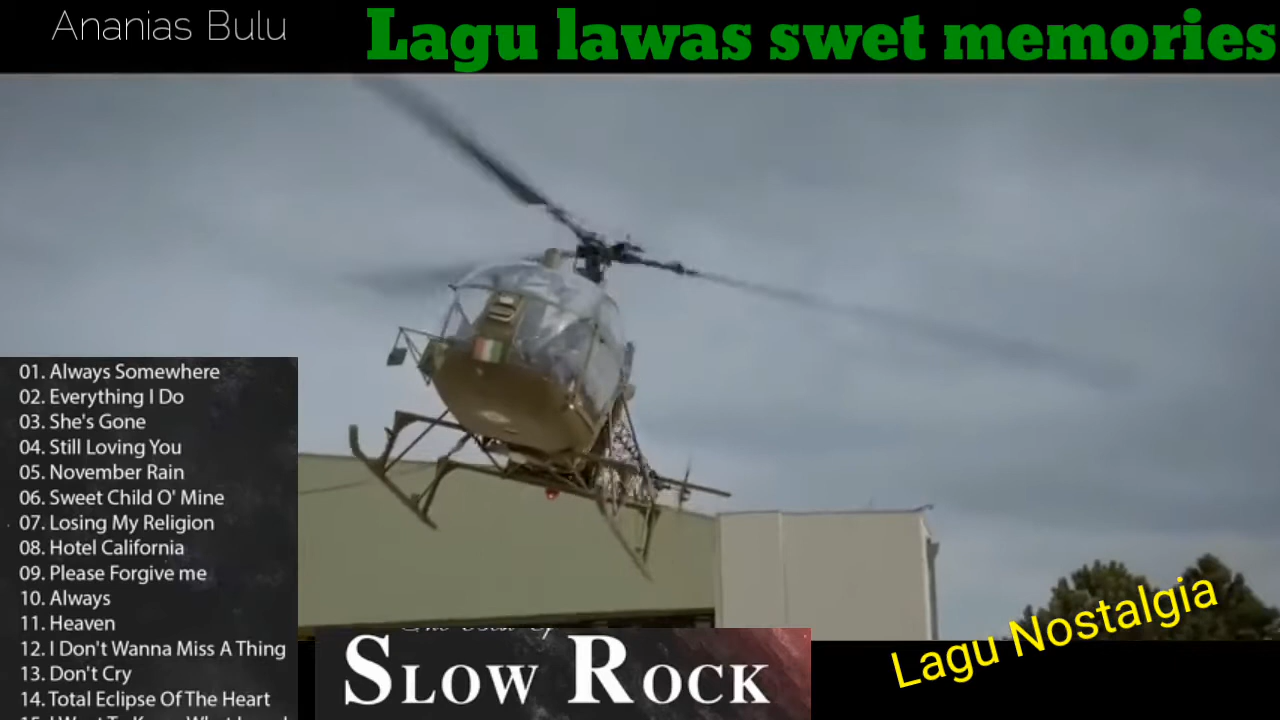 Ananias Bulu
Lagu lawas swet memories
01. Always Somewhere
02. Everything I Do
03. She's Gone
04. Still Loving You
05. November Rain
06. Sweet Child O' Mine
07. Losing My Religion
08. Hotel California
09. Please Forgive me
10. Always
11. Heaven
12. I Don't Wanna Miss A Thing
13. Don't Cry
14. Total Eclipse Of The Heart
SLOW ROCK
Lagu Nostalgia